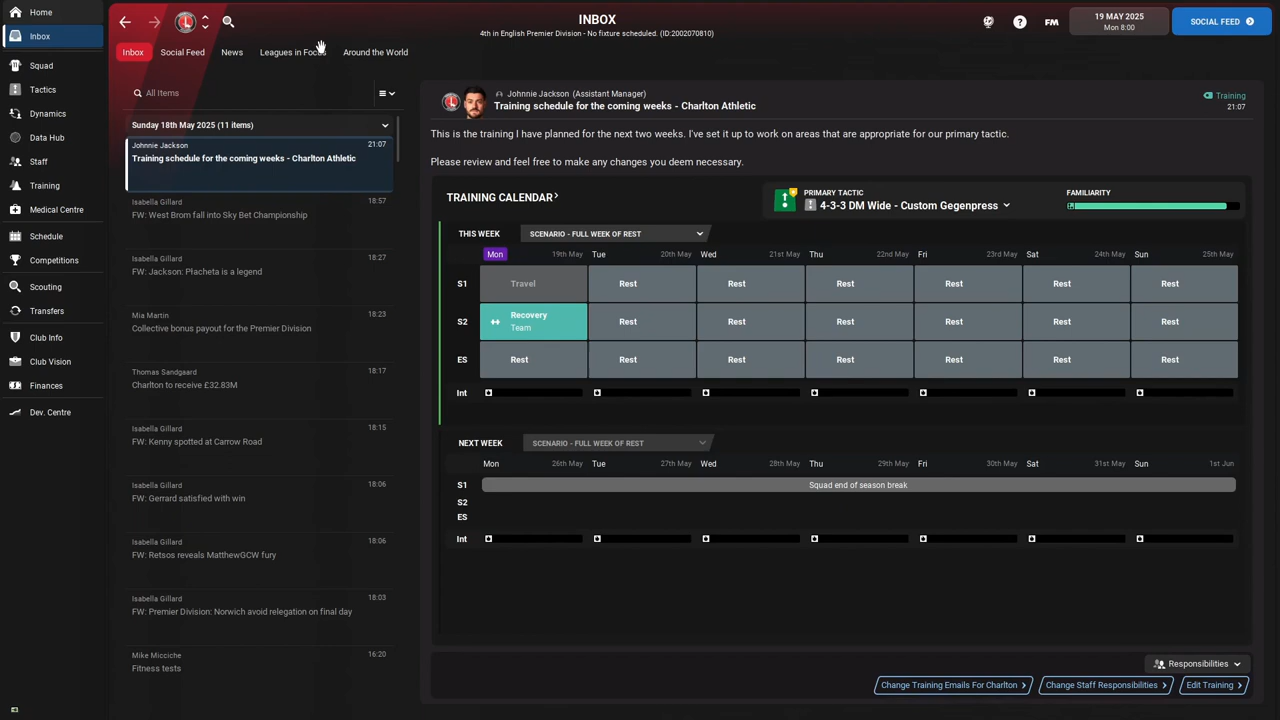 Home
Inbox
Squad
Tactics
Dynamics
Data Hub
Staff
Training
Medical Centre
Schedule
Competitions
Scouting
Transfers
Club Info
Club Vision
Finances
Dev. Centre
INBOX
4th in English Premier Division - No fixture scheduled. (ID:2002070810)
FM
19 MAY 2025
Mon 8:00
SOCIAL FEED
Inbox Social Feed News Leagues in Focus Around the World
All Items
Sunday 18th May 2025 (11 items)
Johnnie Jackson 21:07
Training schedule for the coming weeks - Charlton Athletic
Isabella Gillard 18:57
FW: West Brom fall into Sky Bet Championship
Isabella Gillard 18:27
FW: Jackson: Płacheta is a legend
Mia Martin 18:23
Collective bonus payout for the Premier Division
Thomas Sandgaard 18:17
Charlton to receive £32.83M
Isabella Gillard 18:15
FW: Kenny spotted at Carrow Road
Isabella Gillard 18:06
FW: Gerrard satisfied with win
Isabella Gillard 18:06
FW: Retsos reveals MatthewGCW fury
Isabella Gillard 18:03
FW: Premier Division: Norwich avoid relegation on final day
Mike Micciche 16:20
Fitness tests
Johnnie Jackson (Assistant Manager)
Training schedule for the coming weeks - Charlton Athletic
Training
21:07
This is the training I have planned for the next two weeks. I've set it up to work on areas that are appropriate for our primary tactic.
Please review and feel free to make any changes you deem necessary.
TRAINING CALENDAR
PRIMARY TACTIC
4-3-3 DM Wide - Custom Gegenpress
FAMILIARITY
THIS WEEK SCENARIO - FULL WEEK OF REST
Mon 19th May Tue 20th May Wed 21st May Thu 22nd May Fri 23rd May Sat 24th May Sun 25th May
S1 Travel Rest Rest Rest Rest Rest Rest
S2 Recovery Team Rest Rest Rest Rest Rest Rest
ES Rest Rest Rest Rest Rest Rest Rest
Int
NEXT WEEK SCENARIO - FULL WEEK OF REST
Mon 26th May Tue 27th May Wed 28th May Thu 29th May Fri 30th May Sat 31st May Sun 1st Jun
S1 Squad end of season break
S2
ES
Int
Responsibilities
Change Training Emails For Charlton Change Staff Responsibilities Edit Training